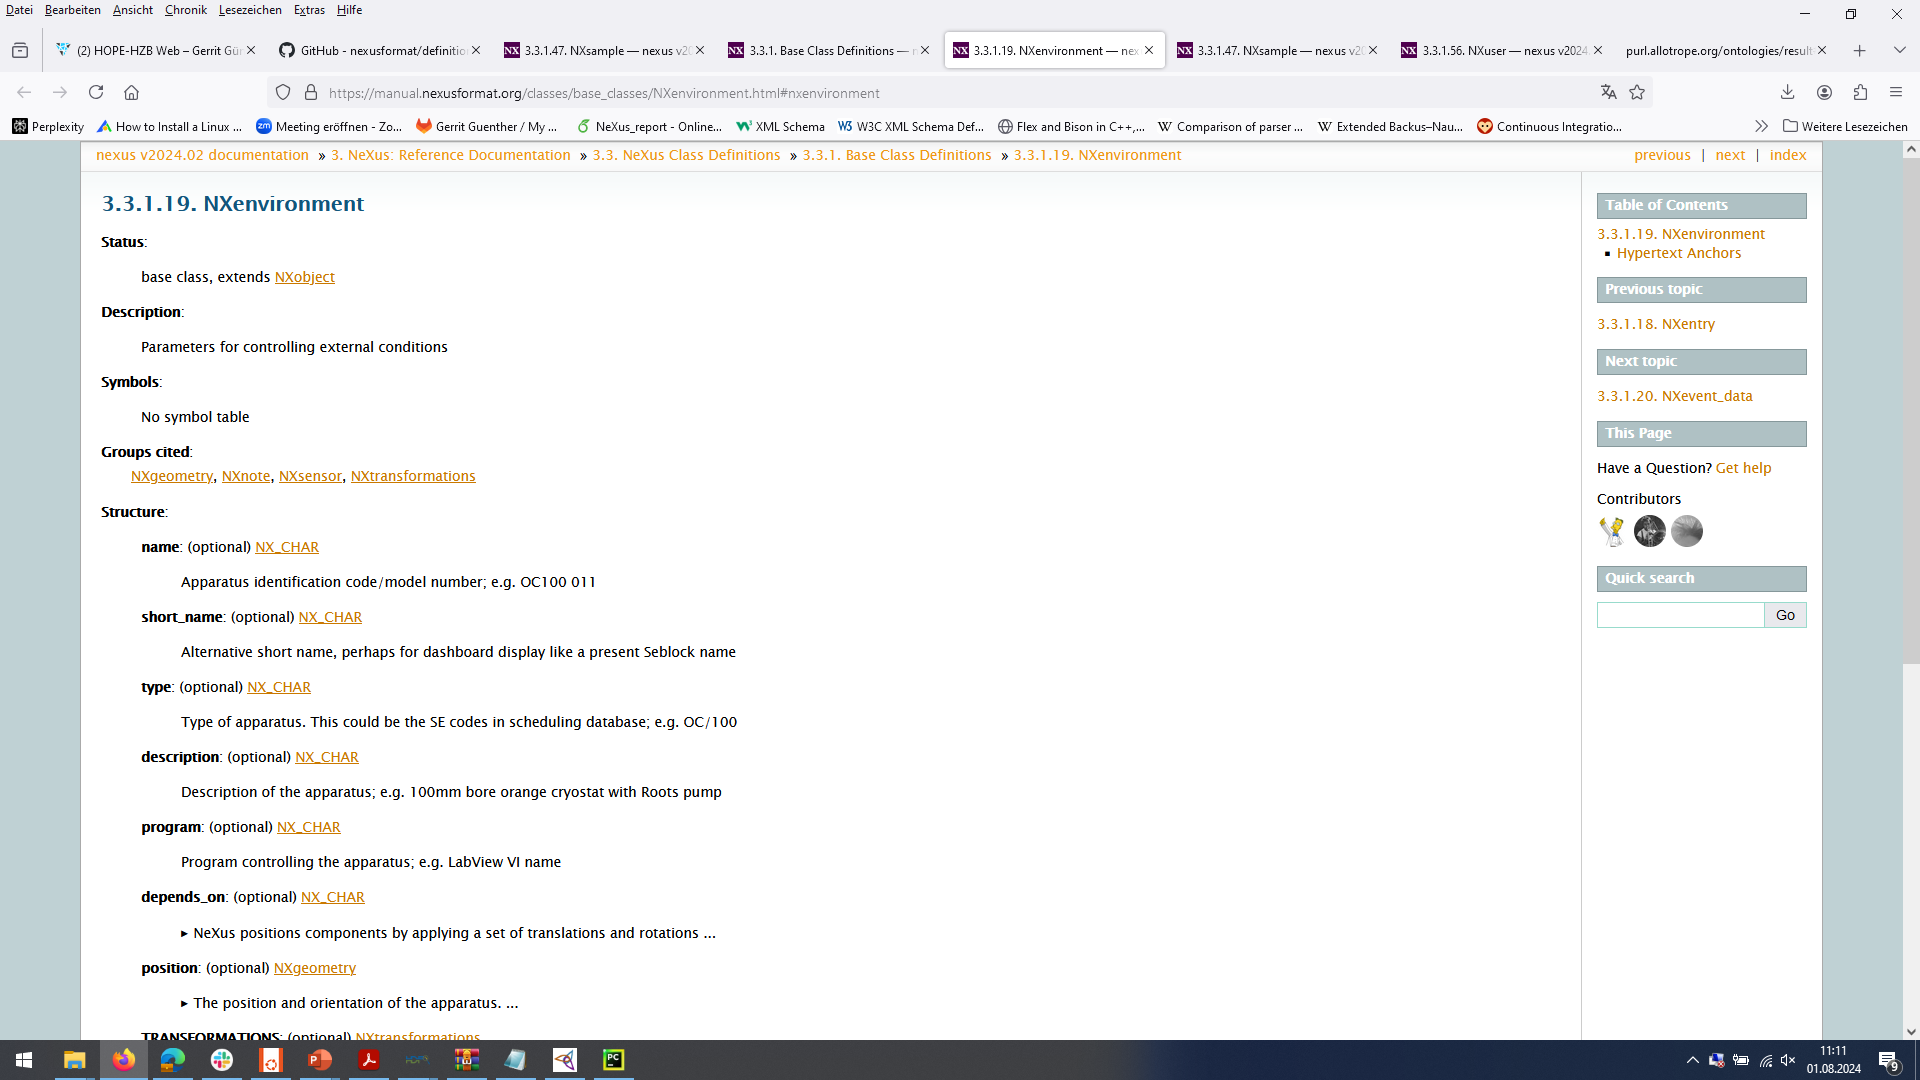 Datei Bearbeiten Ansicht Chronik Lesezeichen Extras Hilfe
(2) HOPE-HZB Web – Gerrit Gün
GitHub - nexusformat/definitio
NX 3.3.1.47. NXsample — nexus v20
NX 3.3.1. Base Class Definitions — n
NX 3.3.1.19. NXenvironment — nex
NX 3.3.1.47. NXsample — nexus v20
NX 3.3.1.56. NXuser — nexus v2024
purl.allotrope.org/ontologies/result
https://manual.nexusformat.org/classes/base_classes/NXenvironment.html#nxenvironment
Perplexity
How to Install a Linux ...
zm Meeting eröffnen - Zo...
Gerrit Guenther / My ...
NeXus_report - Online...
XML Schema
W3 W3C XML Schema Def...
Flex and Bison in C++,...
W Comparison of parser ...
W Extended Backus–Nau...
Continuous Integratio...
Weitere Lesezeichen
nexus v2024.02 documentation » 3. NeXus: Reference Documentation » 3.3. NeXus Class Definitions » 3.3.1. Base Class Definitions » 3.3.1.19. NXenvironment
previous | next | index
3.3.1.19. NXenvironment
Status:
base class, extends NXobject
Description:
Parameters for controlling external conditions
Symbols:
No symbol table
Groups cited:
NXgeometry, NXnote, NXsensor, NXtransformations
Structure:
name: (optional) NX_CHAR
Apparatus identification code/model number; e.g. OC100 011
short_name: (optional) NX_CHAR
Alternative short name, perhaps for dashboard display like a present Seblock name
type: (optional) NX_CHAR
Type of apparatus. This could be the SE codes in scheduling database; e.g. OC/100
description: (optional) NX_CHAR
Description of the apparatus; e.g. 100mm bore orange cryostat with Roots pump
program: (optional) NX_CHAR
Program controlling the apparatus; e.g. LabView VI name
depends_on: (optional) NX_CHAR
▸ NeXus positions components by applying a set of translations and rotations ...
position: (optional) NXgeometry
▸ The position and orientation of the apparatus. ...
TRANSFORMATIONS: (optional) NXtransformations
Table of Contents
3.3.1.19. NXenvironment
▪ Hypertext Anchors
Previous topic
3.3.1.18. NXentry
Next topic
3.3.1.20. NXevent_data
This Page
Have a Question? Get help
Contributors
Quick search
Go
PC
11:11
01.08.2024
9